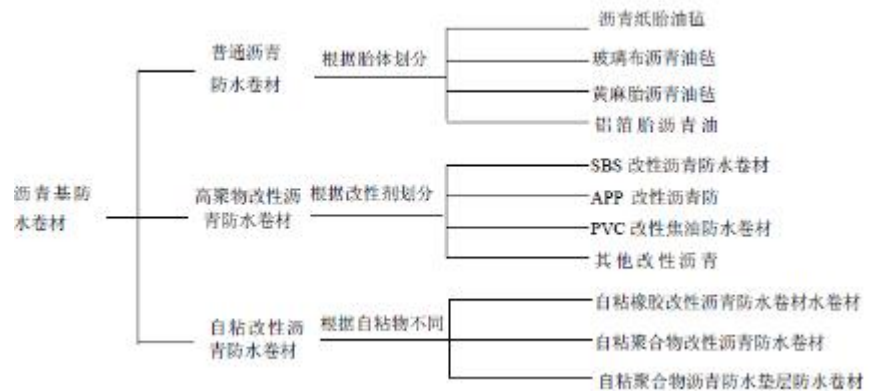 沥青基防
水卷材
普通沥青
防水卷材
根据胎体划分
沥青纸胎油毡
玻璃布沥青油毡
黄麻胎沥青油毡
铝箔胎沥青油
高聚物改性沥
青防水卷材
根据改性剂划分
SBS 改性沥青防水卷材
APP 改性沥青防
PVC 改性焦油防水卷材
其他改性沥青
自粘改性沥
青防水卷材
根据自粘物不同
自粘橡胶改性沥青防水卷材水卷材
自粘聚合物改性沥青防水卷材
自粘聚合物沥青防水垫层防水卷材